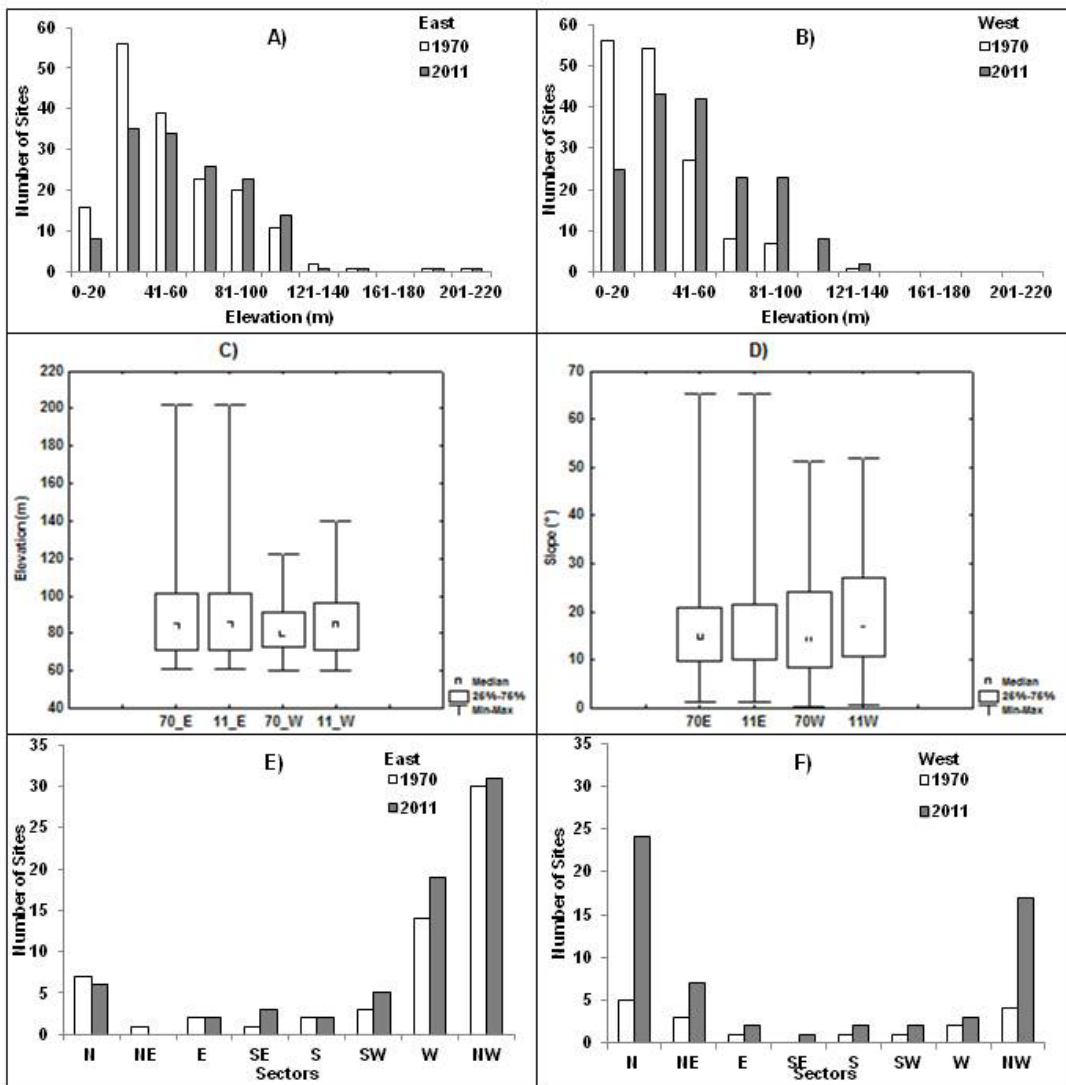 A)
East
1970
2011
60
50
40
30
20
10
0
Number of Sites
0-20 41-60 81-100 121-140 161-180 201-220
Elevation (m)
B)
West
1970
2011
60
50
40
30
20
10
0
Number of Sites
0-20 41-60 81-100 121-140 161-180 201-220
Elevation (m)
C)
220
200
180
160
140
120
100
80
60
40
Elevation (m)
70_E 11_E 70_W 11_W
Median
25%-75%
Min-Max
D)
70
60
50
40
30
20
10
0
Slope (°)
70E 11E 70W 11W
Median
25%-75%
Min-Max
E)
East
1970
2011
35
30
25
20
15
10
5
0
Number of Sites
N NE E SE S SW W NW
Sectors
F)
West
1970
2011
35
30
25
20
15
10
5
0
Number of Sites
N NE E SE S SW W NW
Sectors